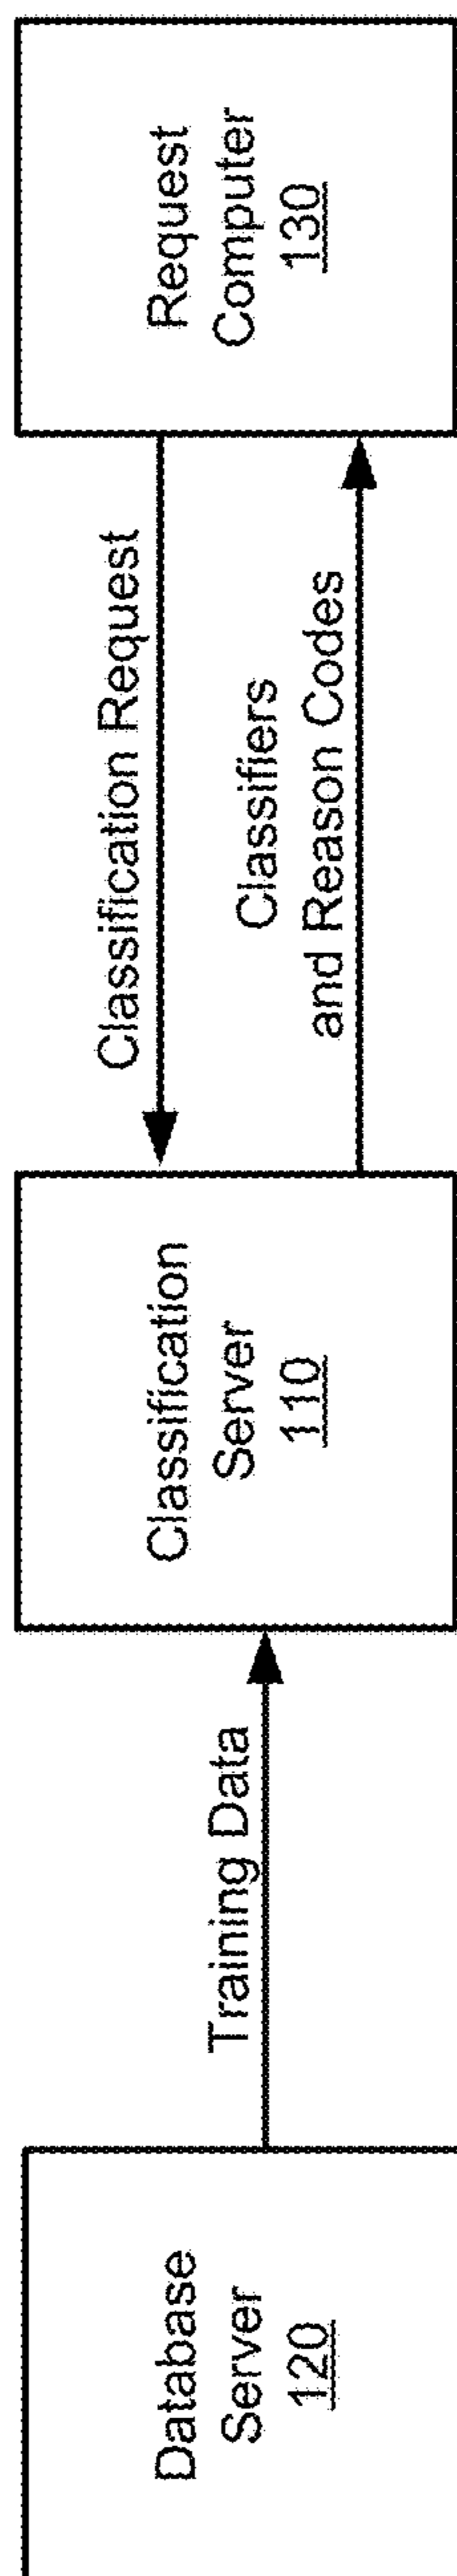 Database
Server
120
Training Data
Classification
Server
110
Classification Request
Classifiers
and Reason Codes
Request
Computer
130